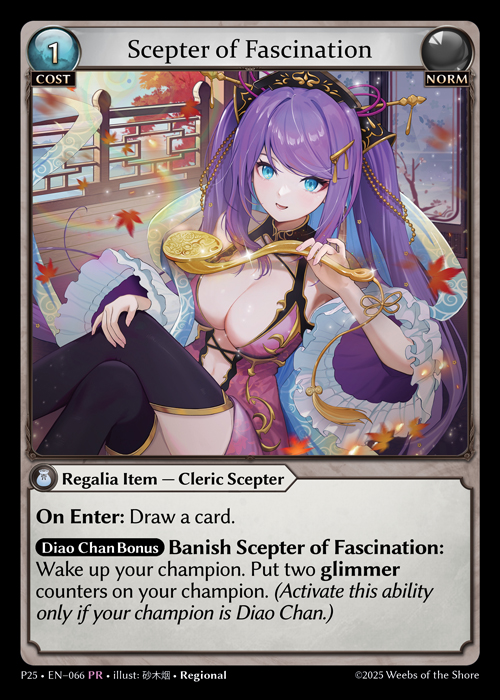 1
Scepter of Fascination
COST
NORM
Regalia Item — Cleric Scepter
On Enter: Draw a card.
Diao Chan Bonus Banish Scepter of Fascination:
Wake up your champion. Put two glimmer
counters on your champion. (Activate this ability
only if your champion is Diao Chan.)
P25 • EN–066 PR • illust: 砂木烟 • Regional
©2025 Weebs of the Shore